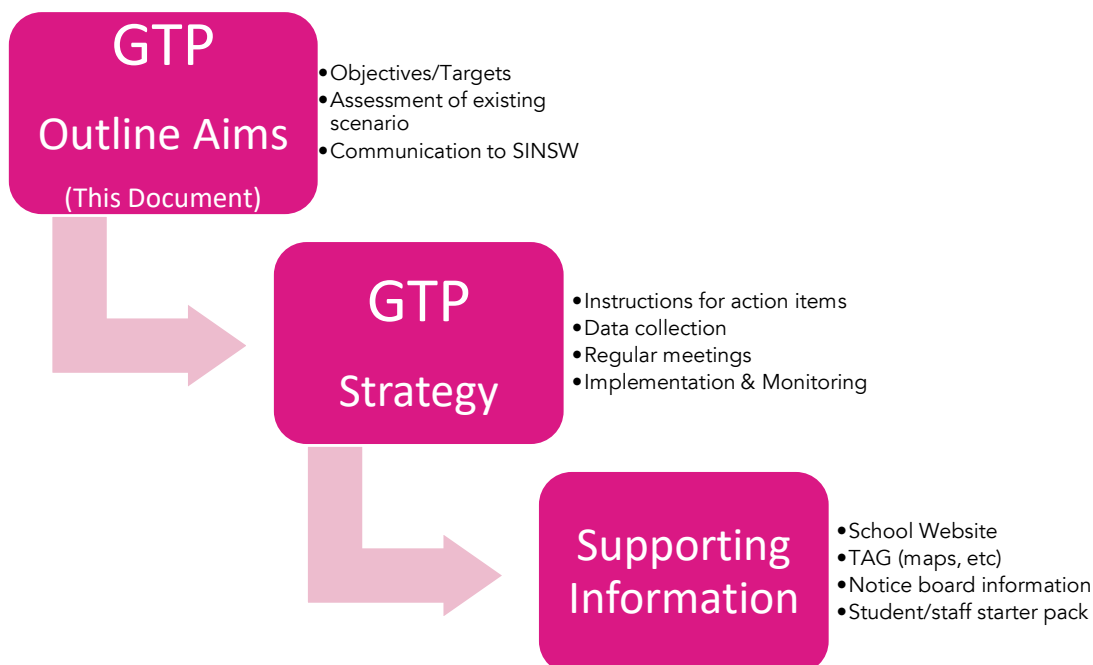 GTP
Outline Aims
(This Document)
•Objectives/Targets
•Assessment of existing
scenario
•Communication to SINSW
GTP
Strategy
•Instructions for action items
•Data collection
•Regular meetings
•Implementation & Monitoring
Supporting
Information
•School Website
•TAG (maps, etc)
•Notice board information
•Student/staff starter pack